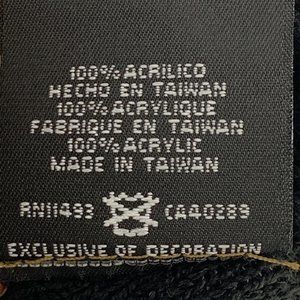 100% ACRILICO
HECHO EN TAIWAN
100% ACRYLIQUE
FABRIQUE EN TAIWAN
100% ACRYLIC
MADE IN TAIWAN
RN11493 CA40289
EXCLUSIVE OF DECORATION